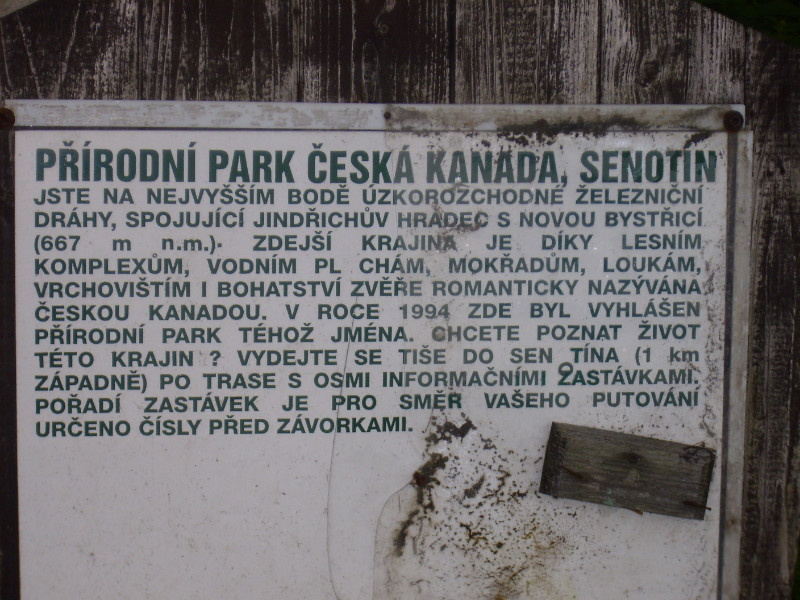 PŘÍRODNÍ PARK ČESKÁ KANADA, SENOTÍN
JSTE NA NEJVYŠŠÍM BODĚ ÚZKOROZCHODNÉ ŽELEZNIČNÍ
DRÁHY, SPOJUJÍCÍ JINDŘICHŮV HRADEC S NOVOU BYSTŘICÍ
(667 m n.m.). ZDEJŠÍ KRAJINA JE DÍKY LESNÍM
KOMPLEXŮM, VODNÍM PL CHÁM, MOKŘADŮM, LOUKÁM,
VRCHOVIŠTÍM I BOHATSTVÍ ZVĚŘE ROMANTICKY NAZÝVÁNA
ČESKOU KANADOU. V ROCE 1994 ZDE BYL VYHLÁŠEN
PŘÍRODNÍ PARK TÉHOŽ JMÉNA. CHCETE POZNAT ŽIVOT
TÉTO KRAJIN ? VYDEJTE SE TIŠE DO SEN TÍNA (1 km
ZÁPADNĚ) PO TRASE S OSMI INFORMAČNÍMI ZASTÁVKAMI.
POŘADÍ ZASTÁVEK JE PRO SMĚR VAŠEHO PUTOVÁNÍ
URČENO ČÍSLY PŘED ZÁVORKAMI.